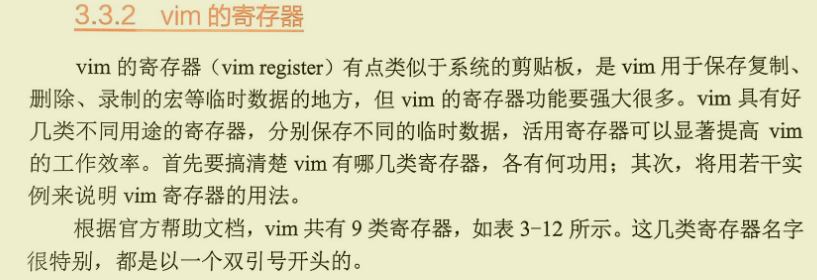 3.3.2 vim 的寄存器
vim 的寄存器（vim register）有点类似于系统的剪贴板，是 vim 用于保存复制、
删除、录制的宏等临时数据的地方，但 vim 的寄存器功能要强大很多。vim 具有好
几类不同用途的寄存器，分别保存不同的临时数据，活用寄存器可以显著提高 vim
的工作效率。首先要搞清楚 vim 有哪几类寄存器，各有何功用；其次，将用若干实
例来说明 vim 寄存器的用法。
根据官方帮助文档，vim 共有 9 类寄存器，如表 3-12 所示。这几类寄存器名字
很特别，都是以一个双引号开头的。